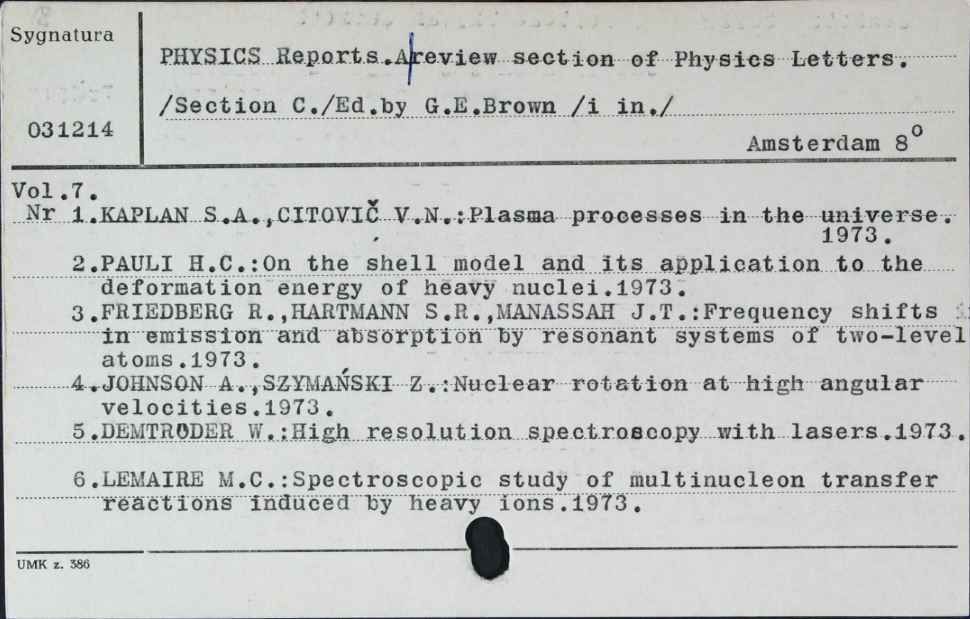 Sygnatura
031214
PHYSICS Reports.A review section of Physics Letters.
/Section C./Ed.by G.E.Brown /i in./
Amsterdam 8°
Vol.7.
Nr 1.KAPLAN S.A.,CITOVIČ V.N.:Plasma processes in the universe.
1973.
2.PAULI H.C.:On the shell model and its application to the
deformation energy of heavy nuclei.1973.
3.FRIEDBERG R.,HARTMANN S.R.,MANASSAH J.T.:Frequency shifts
in emission and absorption by resonant systems of two-level
atoms.1973.
4.JOHNSON A.,SZYMAŃSKI Z.:Nuclear rotation at high angular
velocities.1973.
5.DEMTRODER W.:High resolution spectroscopy with lasers.1973.
6.LEMAIRE M.C.:Spectroscopic study of multinucleon transfer
reactions induced by heavy ions.1973.
UMK z. 386